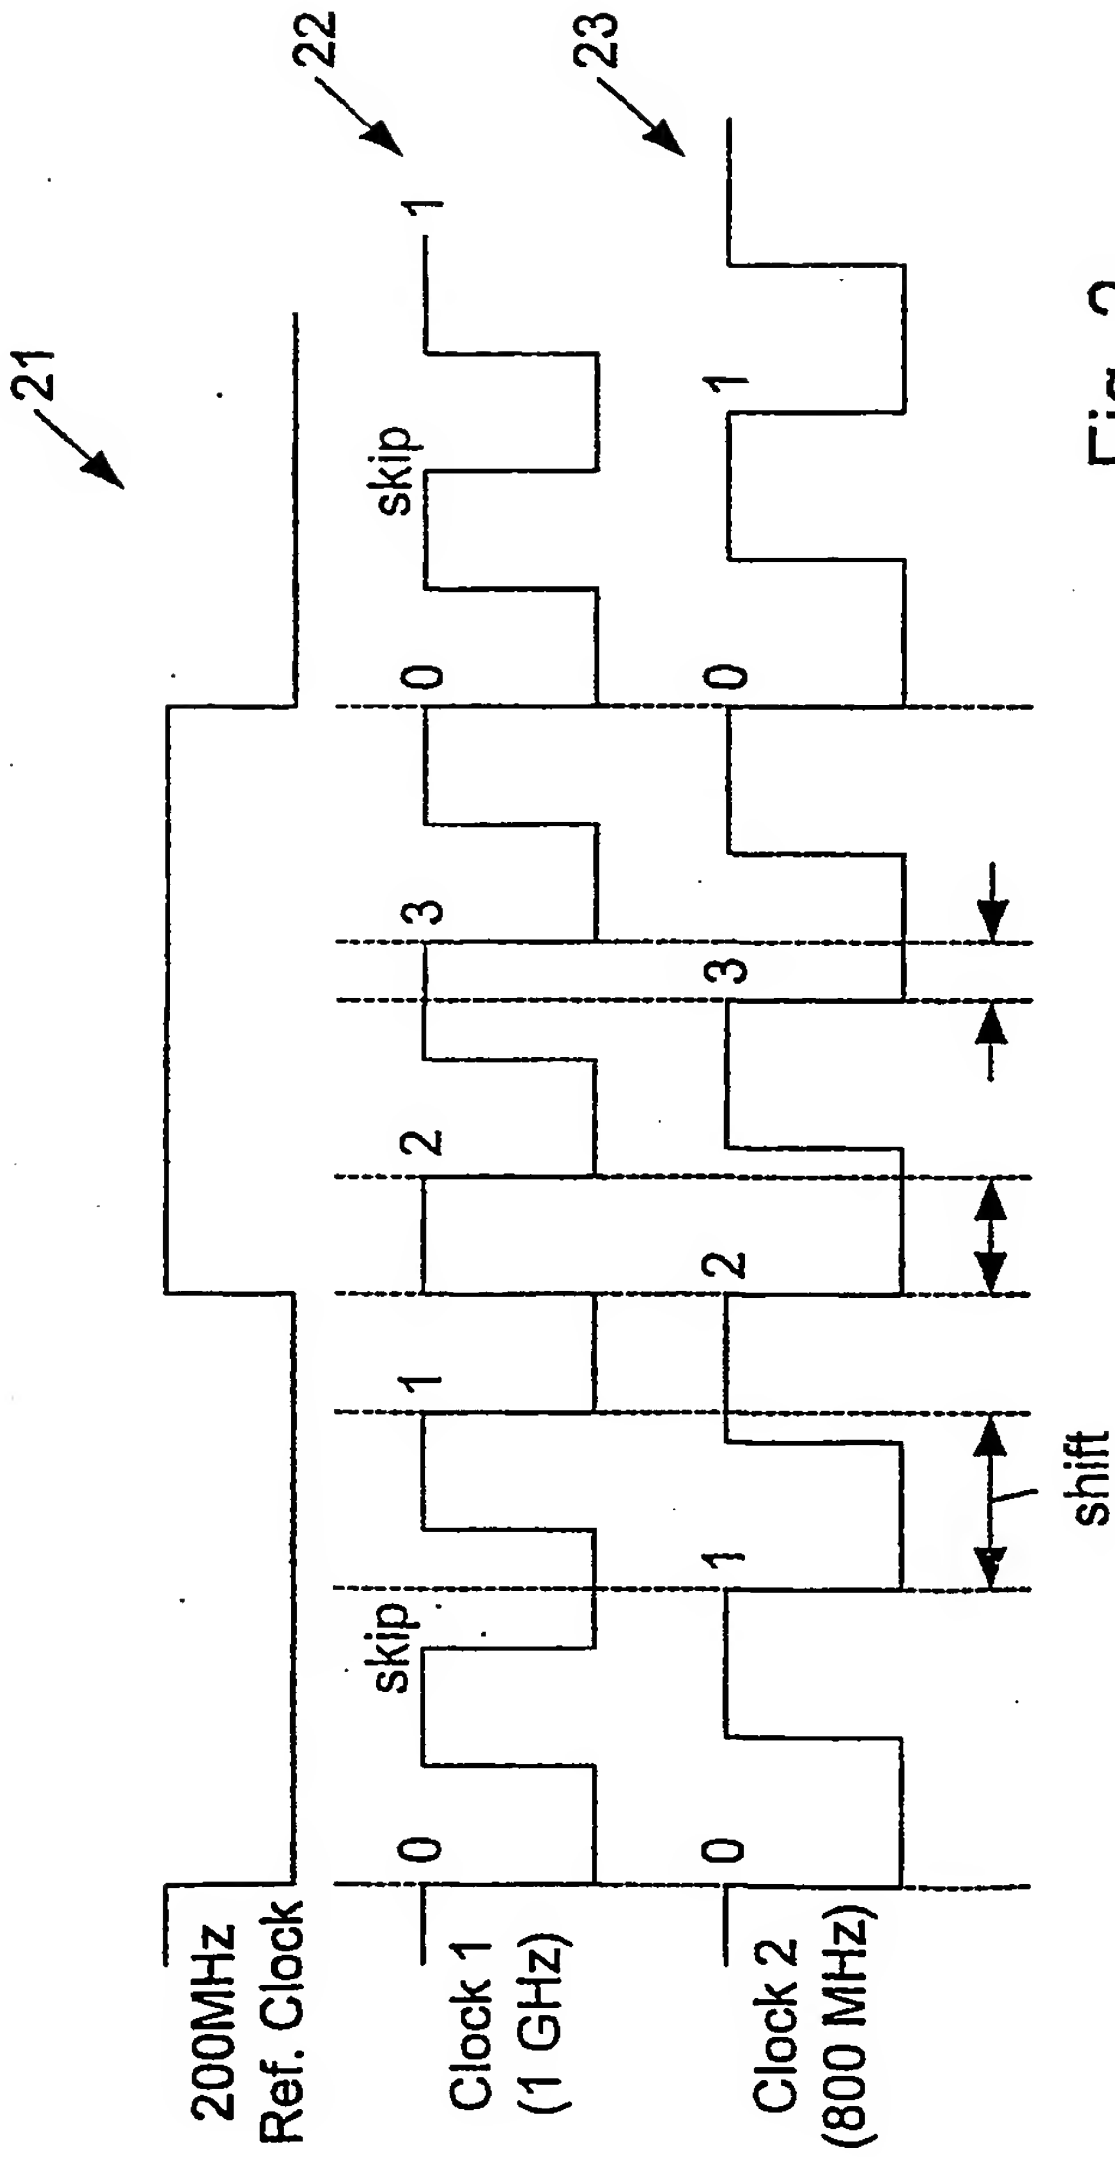 21
200MHz
Ref. Clock
22
0 skip 1 2 3 0 skip 1
Clock 1
(1 GHz)
23
0 1 2 3 0 1
Clock 2
(800 MHz)
shift
Fig.